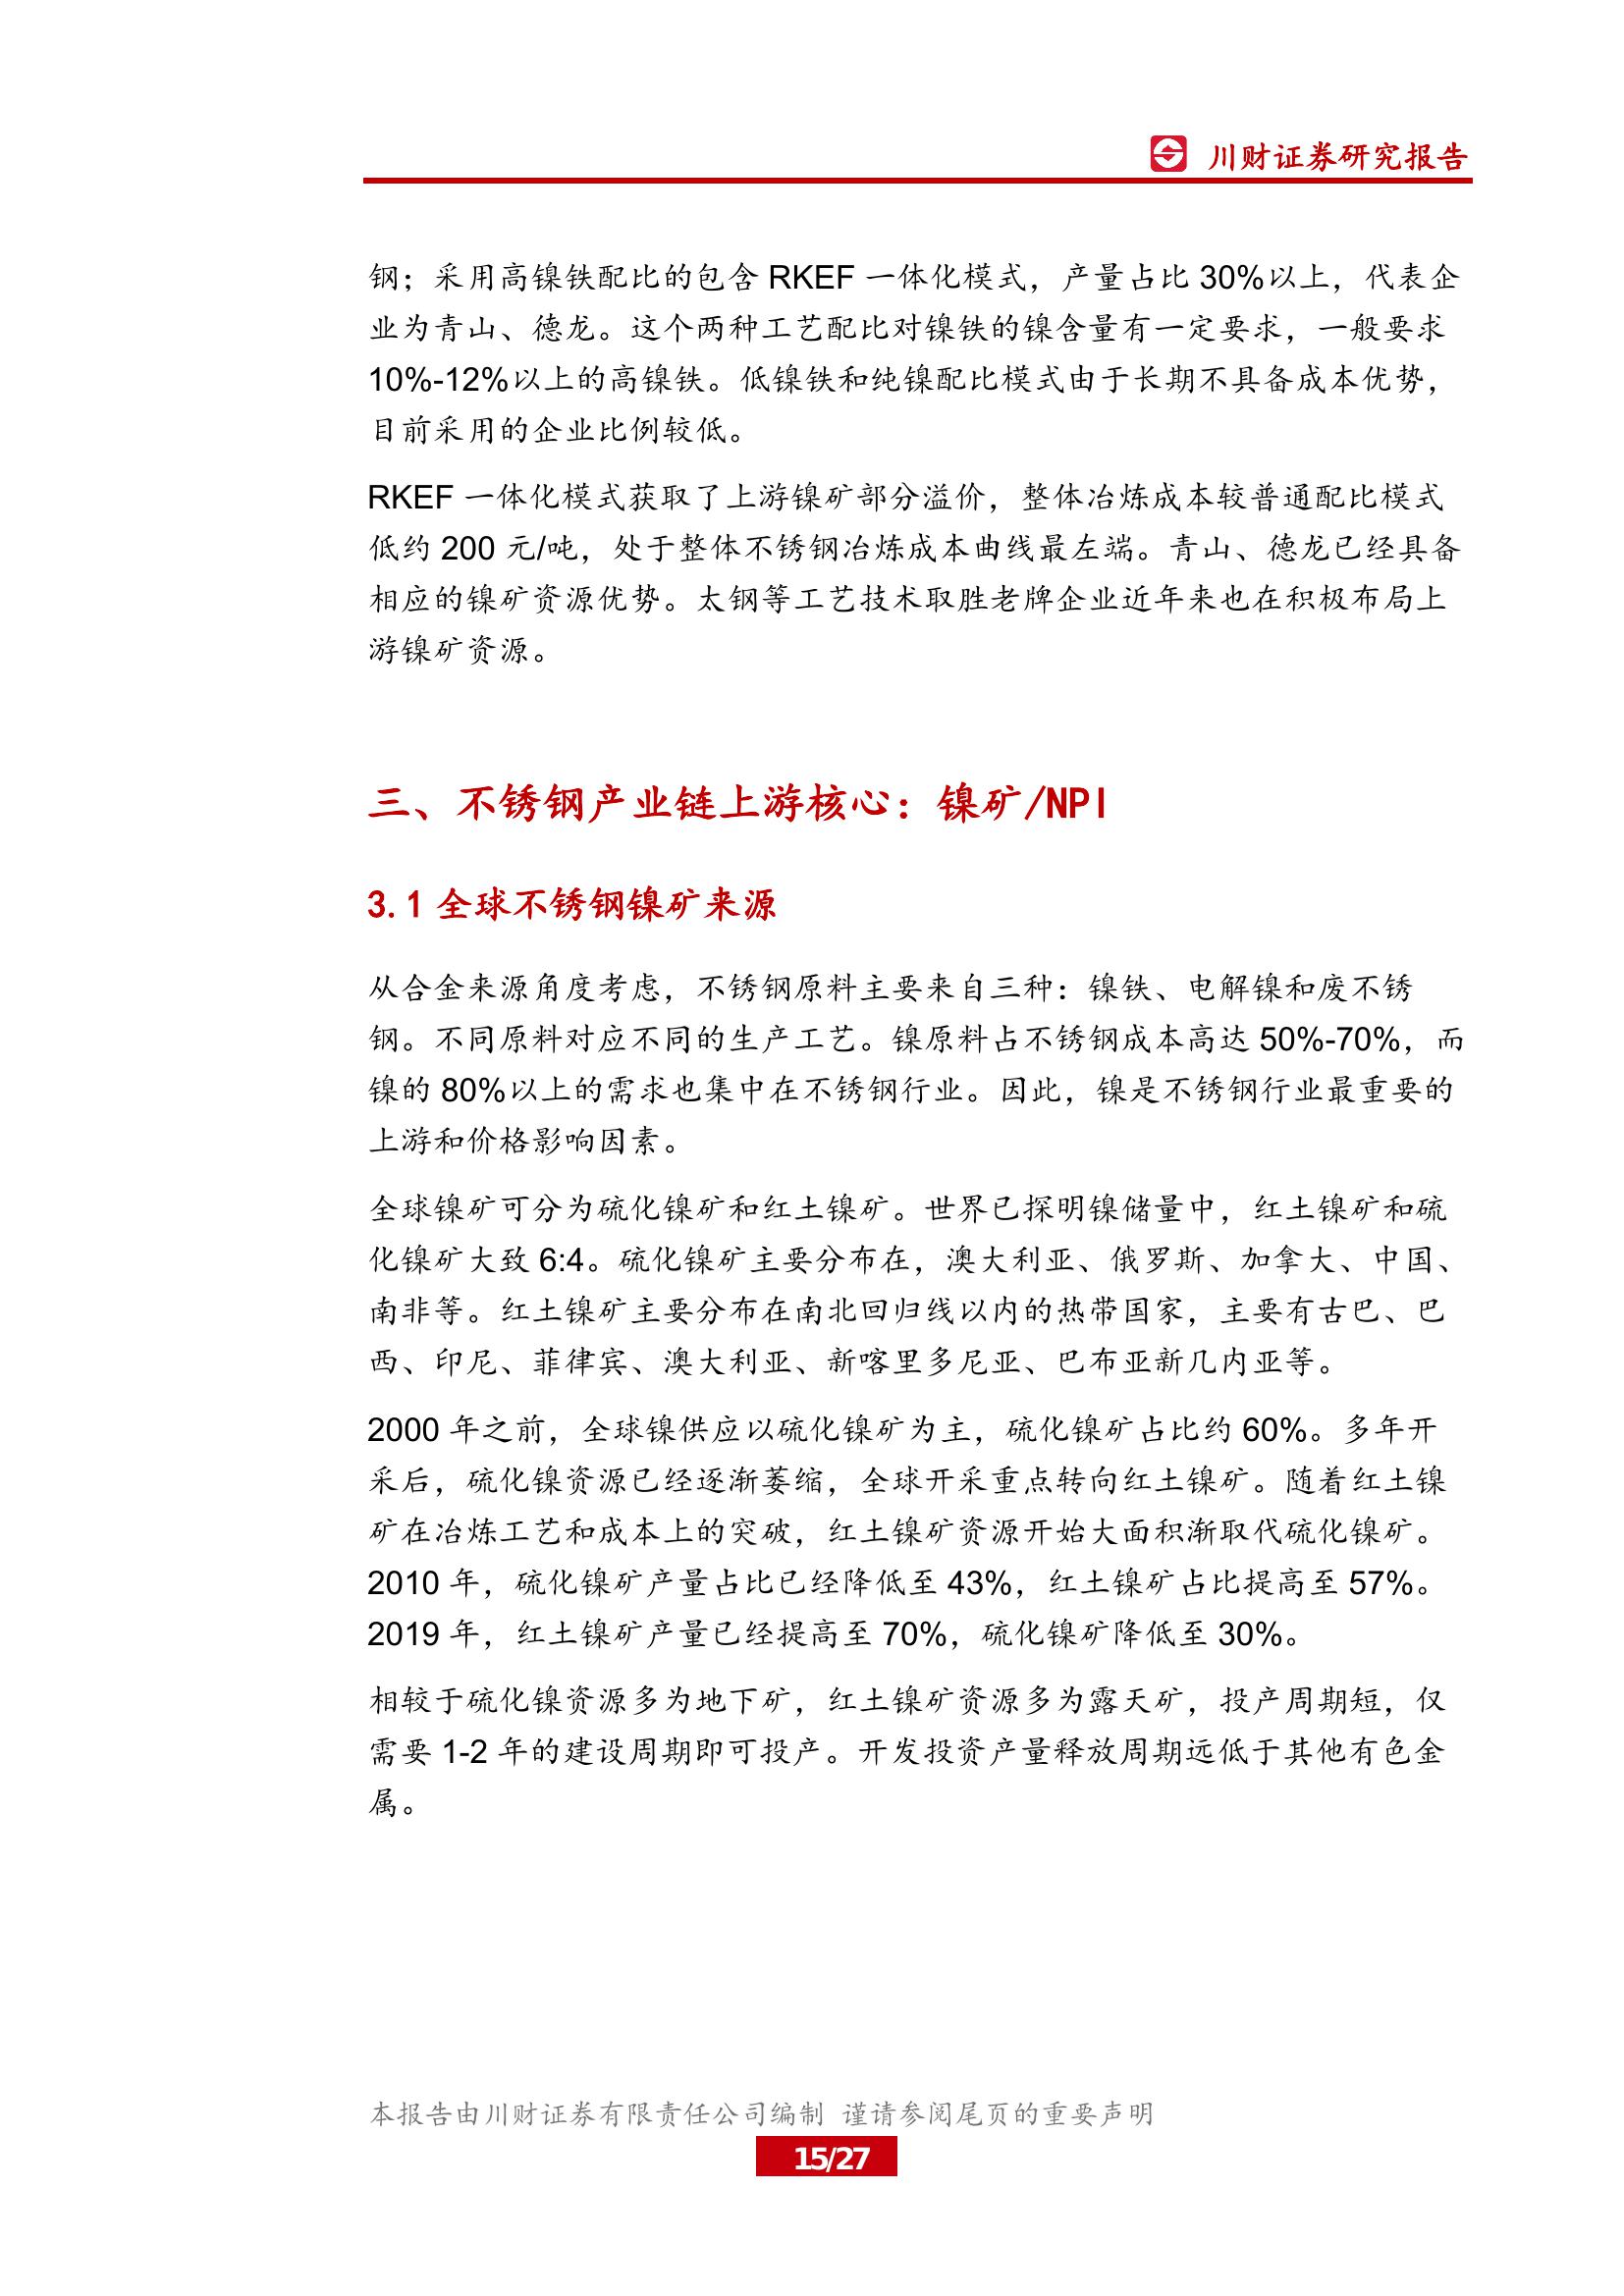 川财证券研究报告
钢；采用高镍铁配比的包含 RKEF 一体化模式，产量占比 30%以上，代表企
业为青山、德龙。这个两种工艺配比对镍铁的镍含量有一定要求，一般要求
10%-12%以上的高镍铁。低镍铁和纯镍配比模式由于长期不具备成本优势，
目前采用的企业比例较低。
RKEF 一体化模式获取了上游镍矿部分溢价，整体冶炼成本较普通配比模式
低约 200 元/吨，处于整体不锈钢冶炼成本曲线最左端。青山、德龙已经具备
相应的镍矿资源优势。太钢等工艺技术取胜老牌企业近年来也在积极布局上
游镍矿资源。
三、不锈钢产业链上游核心：镍矿/NPI
3.1 全球不锈钢镍矿来源
从合金来源角度考虑，不锈钢原料主要来自三种：镍铁、电解镍和废不锈
钢。不同原料对应不同的生产工艺。镍原料占不锈钢成本高达 50%-70%，而
镍的 80%以上的需求也集中在不锈钢行业。因此，镍是不锈钢行业最重要的
上游和价格影响因素。
全球镍矿可分为硫化镍矿和红土镍矿。世界已探明镍储量中，红土镍矿和硫
化镍矿大致 6:4。硫化镍矿主要分布在，澳大利亚、俄罗斯、加拿大、中国、
南非等。红土镍矿主要分布在南北回归线以内的热带国家，主要有古巴、巴
西、印尼、菲律宾、澳大利亚、新喀里多尼亚、巴布亚新几内亚等。
2000 年之前，全球镍供应以硫化镍矿为主，硫化镍矿占比约 60%。多年开
采后，硫化镍资源已经逐渐萎缩，全球开采重点转向红土镍矿。随着红土镍
矿在冶炼工艺和成本上的突破，红土镍矿资源开始大面积渐取代硫化镍矿。
2010 年，硫化镍矿产量占比已经降低至 43%，红土镍矿占比提高至 57%。
2019 年，红土镍矿产量已经提高至 70%，硫化镍矿降低至 30%。
相较于硫化镍资源多为地下矿，红土镍矿资源多为露天矿，投产周期短，仅
需要 1-2 年的建设周期即可投产。开发投资产量释放周期远低于其他有色金
属。
本报告由川财证券有限责任公司编制 谨请参阅尾页的重要声明
15/27